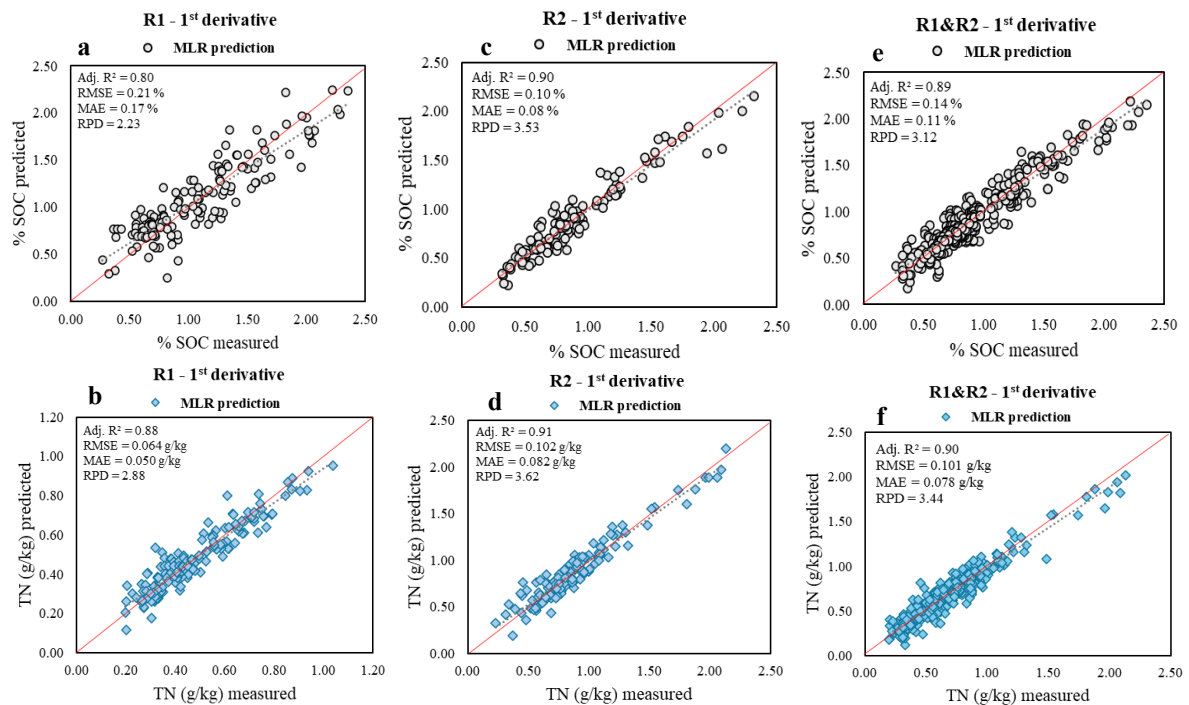 R1 - 1st derivative
a
MLR prediction
Adj. R² = 0.80
RMSE = 0.21 %
MAE = 0.17 %
RPD = 2.23
% SOC predicted
2.50
2.00
1.50
1.00
0.50
0.00
0.00 0.50 1.00 1.50 2.00 2.50
% SOC measured
R2 - 1st derivative
c
MLR prediction
Adj. R² = 0.90
RMSE = 0.10 %
MAE = 0.08 %
RPD = 3.53
% SOC predicted
2.50
2.00
1.50
1.00
0.50
0.00
0.00 0.50 1.00 1.50 2.00 2.50
% SOC measured
R1&R2 - 1st derivative
e
MLR prediction
Adj. R² = 0.89
RMSE = 0.14 %
MAE = 0.11 %
RPD = 3.12
% SOC predicted
2.50
2.00
1.50
1.00
0.50
0.00
0.00 0.50 1.00 1.50 2.00 2.50
% SOC measured
R1 - 1st derivative
b
MLR prediction
Adj. R² = 0.88
RMSE = 0.064 g/kg
MAE = 0.050 g/kg
RPD = 2.88
TN (g/kg) predicted
1.20
1.00
0.80
0.60
0.40
0.20
0.00
0.00 0.20 0.40 0.60 0.80 1.00 1.20
TN (g/kg) measured
R2 - 1st derivative
d
MLR prediction
Adj. R² = 0.91
RMSE = 0.102 g/kg
MAE = 0.082 g/kg
RPD = 3.62
TN (g/kg) predicted
2.50
2.00
1.50
1.00
0.50
0.00
0.00 0.50 1.00 1.50 2.00 2.50
TN (g/kg) measured
R1&R2 - 1st derivative
f
MLR prediction
Adj. R² = 0.90
RMSE = 0.101 g/kg
MAE = 0.078 g/kg
RPD = 3.44
TN (g/kg) predicted
2.50
2.00
1.50
1.00
0.50
0.00
0.00 0.50 1.00 1.50 2.00 2.50
TN (g/kg) measured